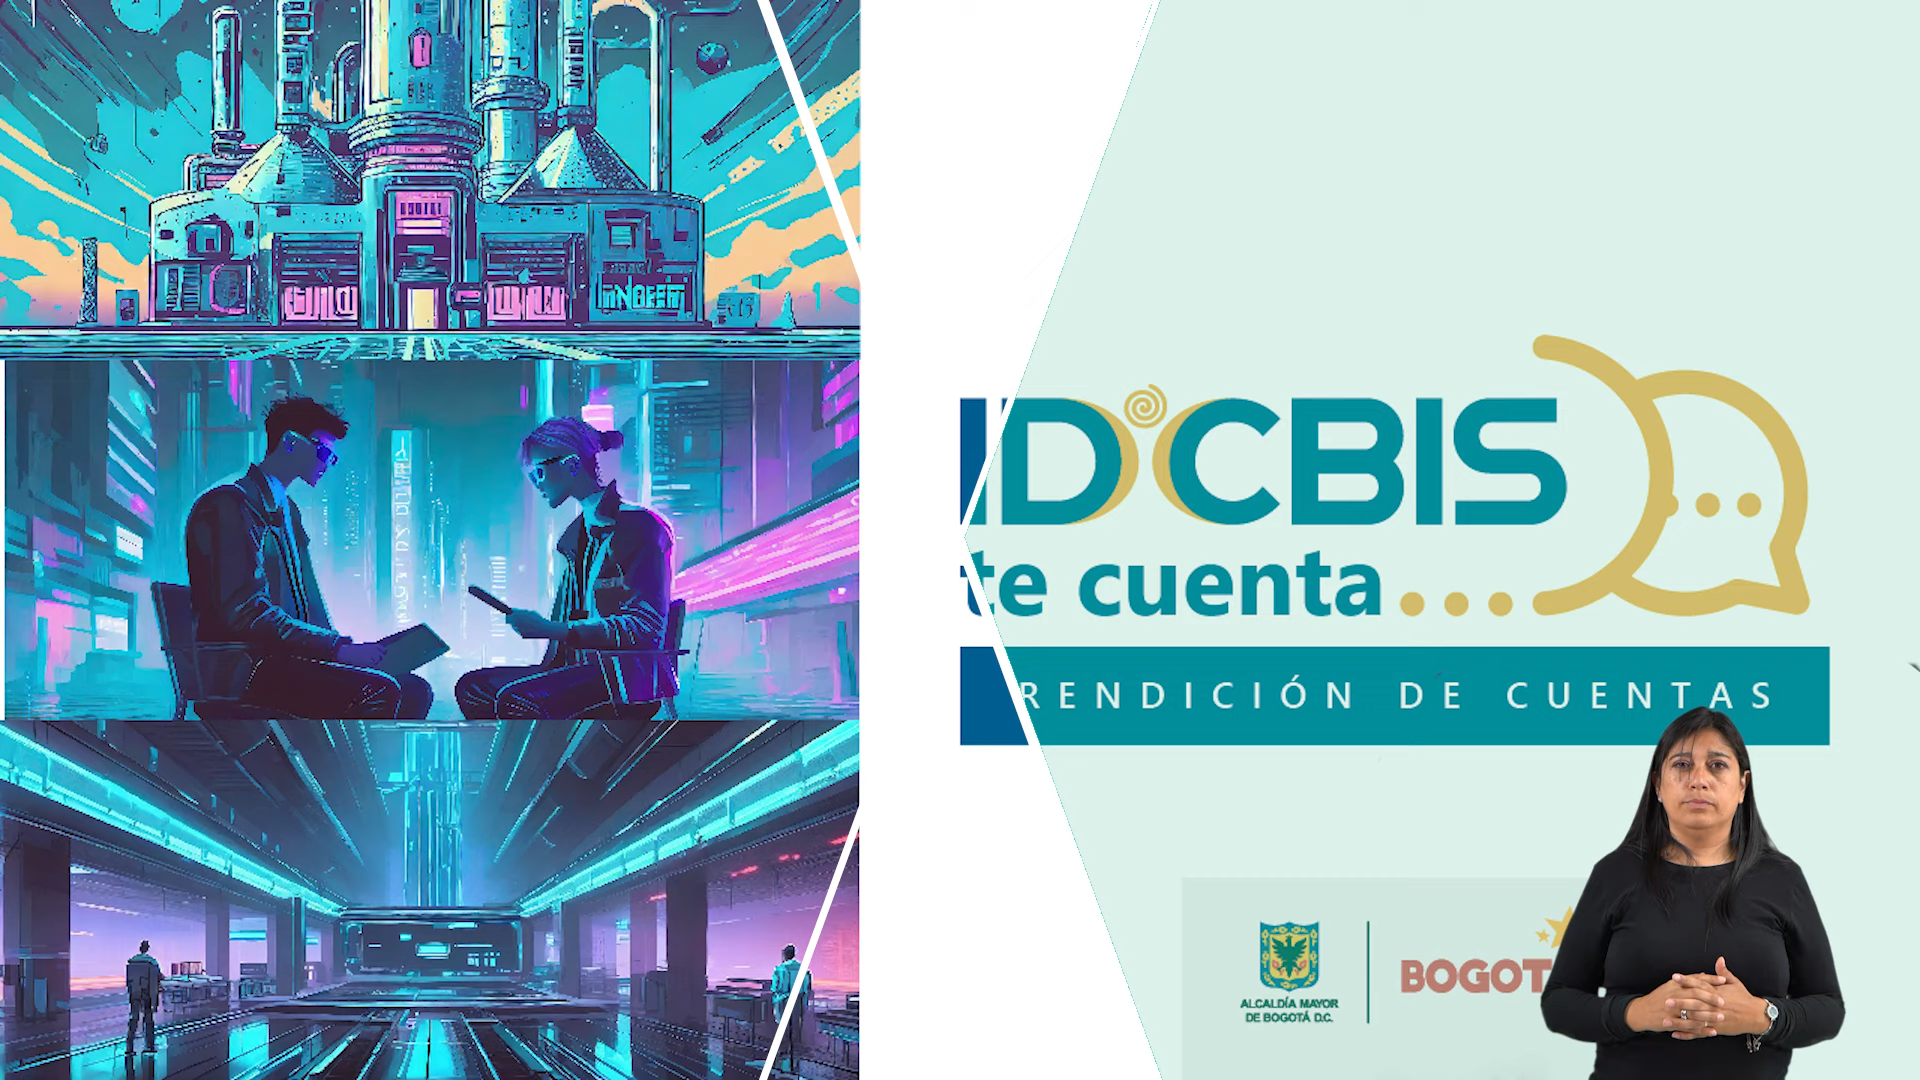 IDCBIS
te cuenta...
RENDICIÓN DE CUENTAS
ALCALDÍA MAYOR
DE BOGOTÁ D.C.
BOGOT